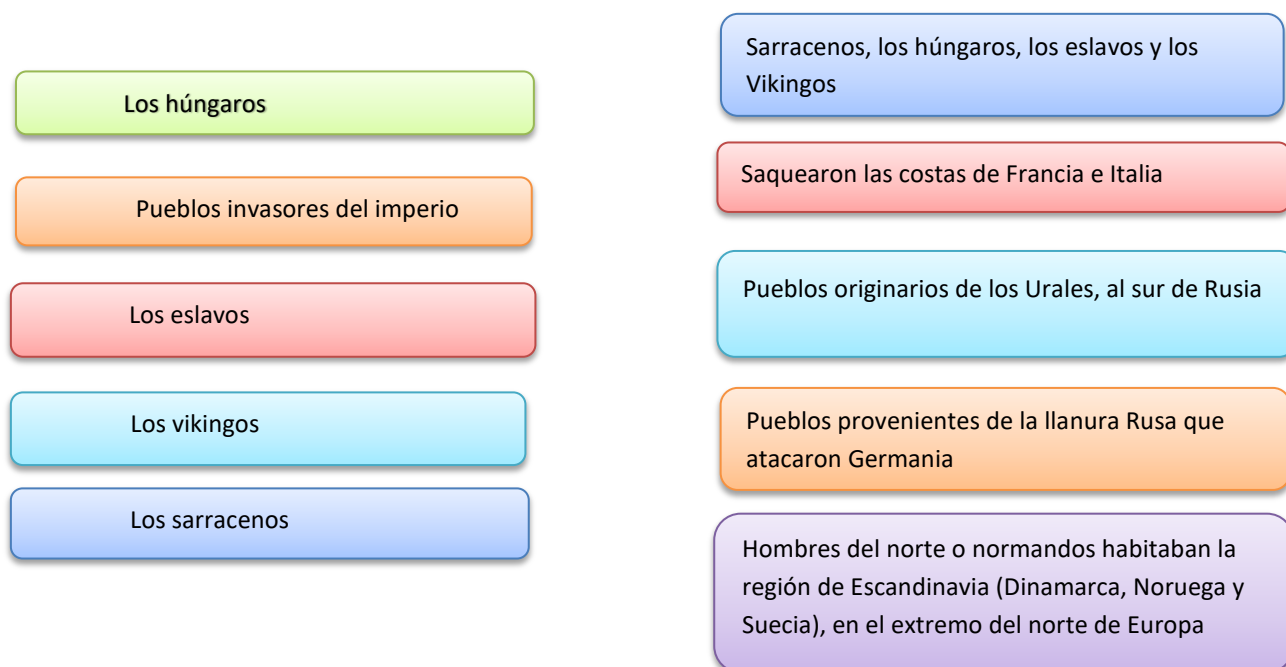 Los húngaros
Pueblos invasores del imperio
Los eslavos
Los vikingos
Los sarracenos
Sarracenos, los húngaros, los eslavos y los
Vikingos
Saquearon las costas de Francia e Italia
Pueblos originarios de los Urales, al sur de Rusia
Pueblos provenientes de la llanura Rusa que
atacaron Germania
Hombres del norte o normandos habitaban la
región de Escandinavia (Dinamarca, Noruega y
Suecia), en el extremo del norte de Europa